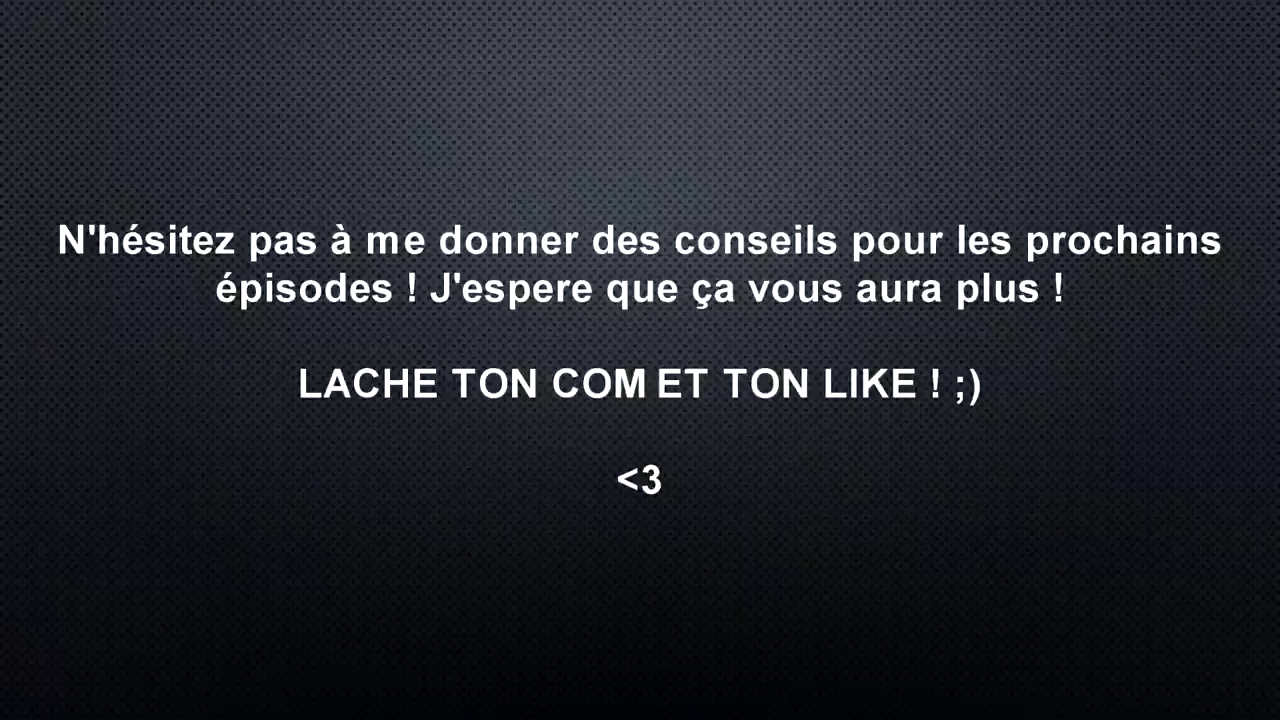 N'hésitez pas à me donner des conseils pour les prochains
épisodes ! J'espere que ça vous aura plus !
LACHE TON COM ET TON LIKE ! ;)
<3